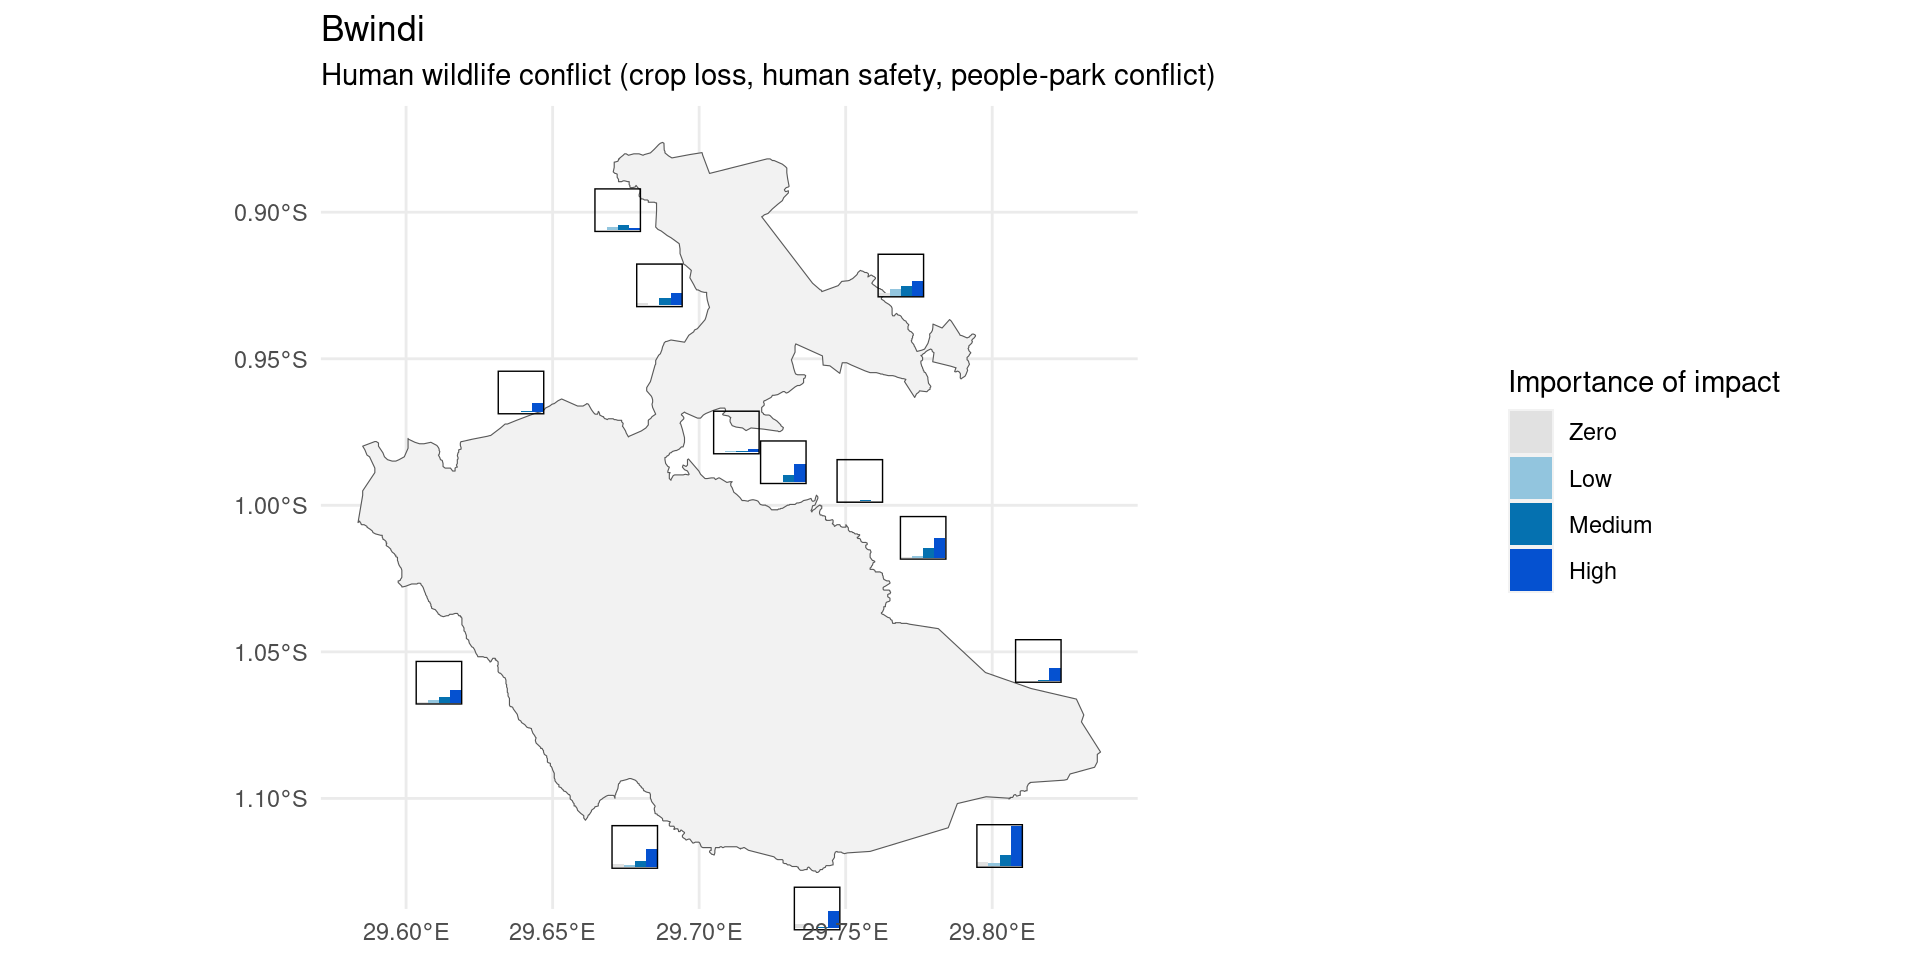 Bwindi
Human wildlife conflict (crop loss, human safety, people-park conflict)
0.90°S
0.95°S
1.00°S
1.05°S
1.10°S
29.60°E
29.65°E
29.70°E
29.75°E
29.80°E
Importance of impact
Zero
Low
Medium
High